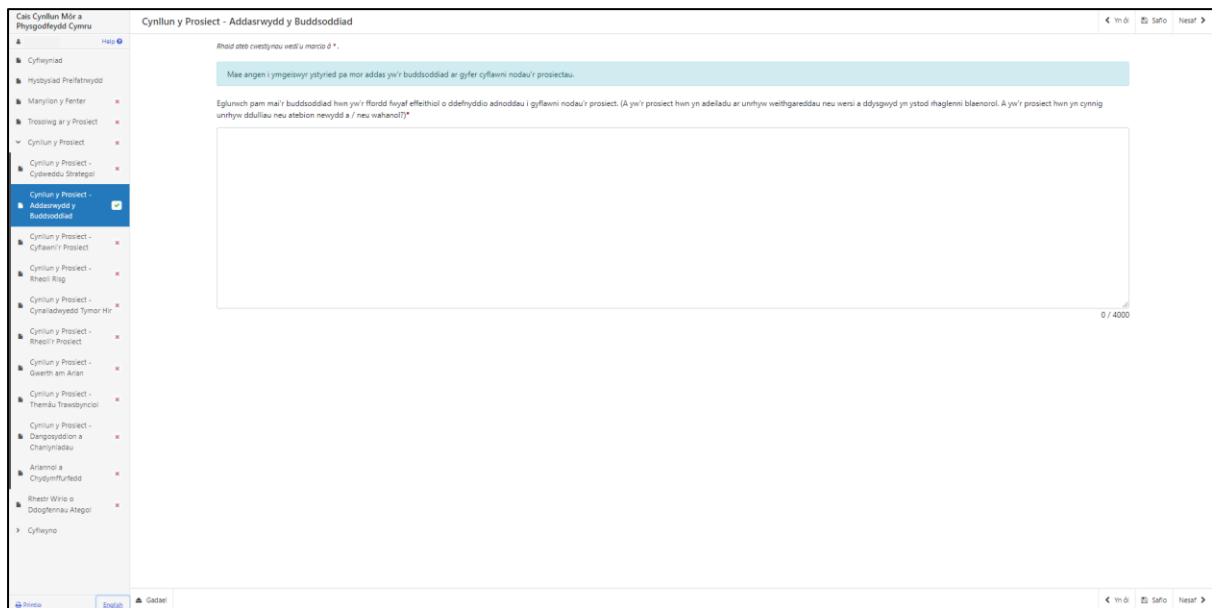 Cais Cynllun Môr a
Physgodfeydd Cymru
Help
Cyflwyniad
Hysbysiad Preifatrwydd
Manylion y Fenter
Trosolwg ar y Prosiect
Cynllun y Prosiect
Cynllun y Prosiect -
Cydweddu Strategol
Cynllun y Prosiect -
Addasrwydd y
Buddsoddiad
Cynllun y Prosiect -
Cyflawni'r Prosiect
Cynllun y Prosiect -
Rheoli Risg
Cynllun y Prosiect -
Cynaliadwyedd Tymor Hir
Cynllun y Prosiect -
Rheoli'r Prosiect
Cynllun y Prosiect -
Gwerth am Arian
Cynllun y Prosiect -
Themâu Trawsbynciol
Cynllun y Prosiect -
Dangosyddion a
Chanlyniadau
Ariannol a
Chydymffurfedd
Rhestr Wirio o
Ddogfennau Ategol
Cyflwyno
Printio
English
Cynllun y Prosiect - Addasrwydd y Buddsoddiad
Yn ôl Safio Nesaf
Rhaid ateb cwestiynau wedi'u marcio â * .
Mae angen i ymgeiswyr ystyried pa mor addas yw'r buddsoddiad ar gyfer cyflawni nodau'r prosiectau.
Eglurwch pam mai'r buddsoddiad hwn yw'r ffordd fwyaf effeithiol o ddefnyddio adnoddau i gyflawni nodau'r prosiect. (A yw'r prosiect hwn yn adeiladu ar unrhyw weithgareddau neu wersi a ddysgwyd yn ystod rhaglenni blaenorol. A yw'r prosiect hwn yn cynnig
unrhyw ddulliau neu atebion newydd a / neu wahanol?)*
0 / 4000
Gadael
Yn ôl Safio Nesaf